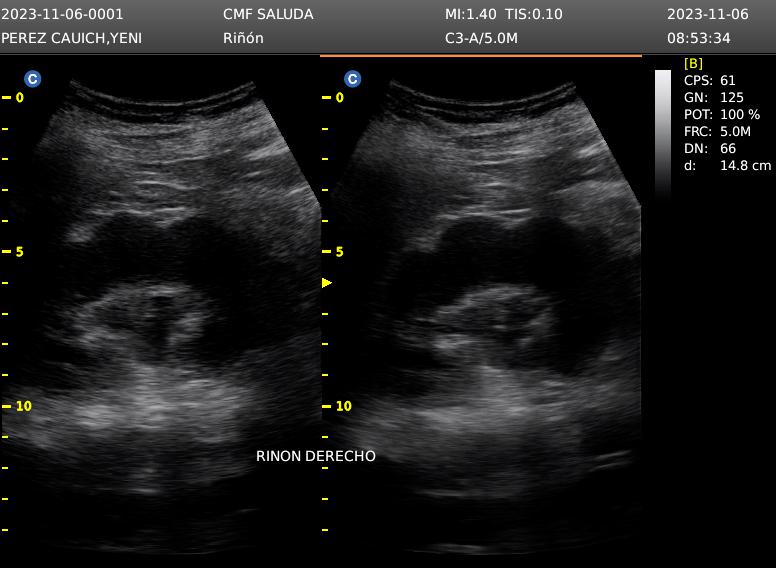 2023-11-06-0001 CMF SALUDA MI:1.40 TIS:0.10 2023-11-06
PEREZ CAUICH,YENI Riñón C3-A/5.0M 08:53:34
[B]
C C
0 0
CPS: 61
GN: 125
POT: 100 %
FRC: 5.0M
DN: 66
d: 14.8 cm
5 5
10 10
RINON DERECHO